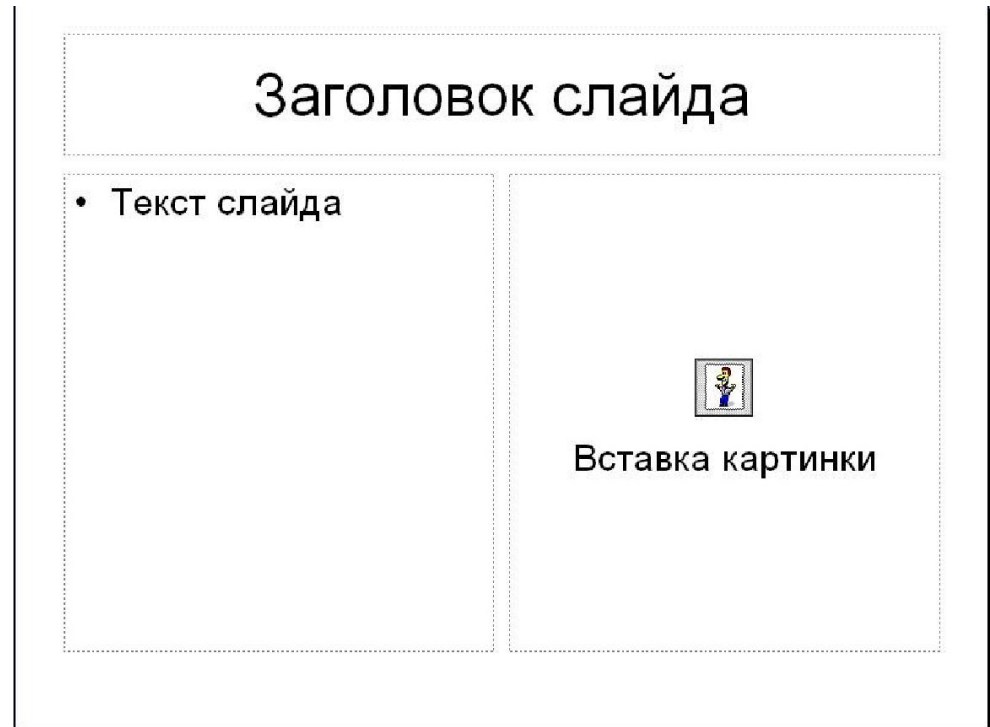 Заголовок слайда
• Текст слайда
Вставка картинки